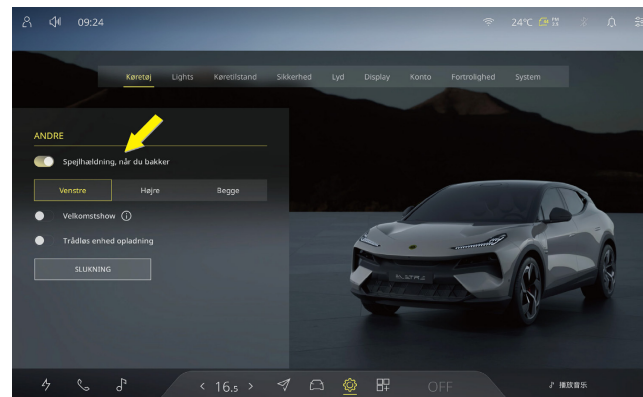 09:24
24°C
Køretøj Lights Køretilstand Sikkerhed Lyd Display Konto Fortrolighed System
ANDRE
Spejlhældning, når du bakker
Venstre Højre Begge
Velkomstshow
Trådløs enhed opladning
SLUKNING
ELETRE
< 16.5 > OFF 播放音乐